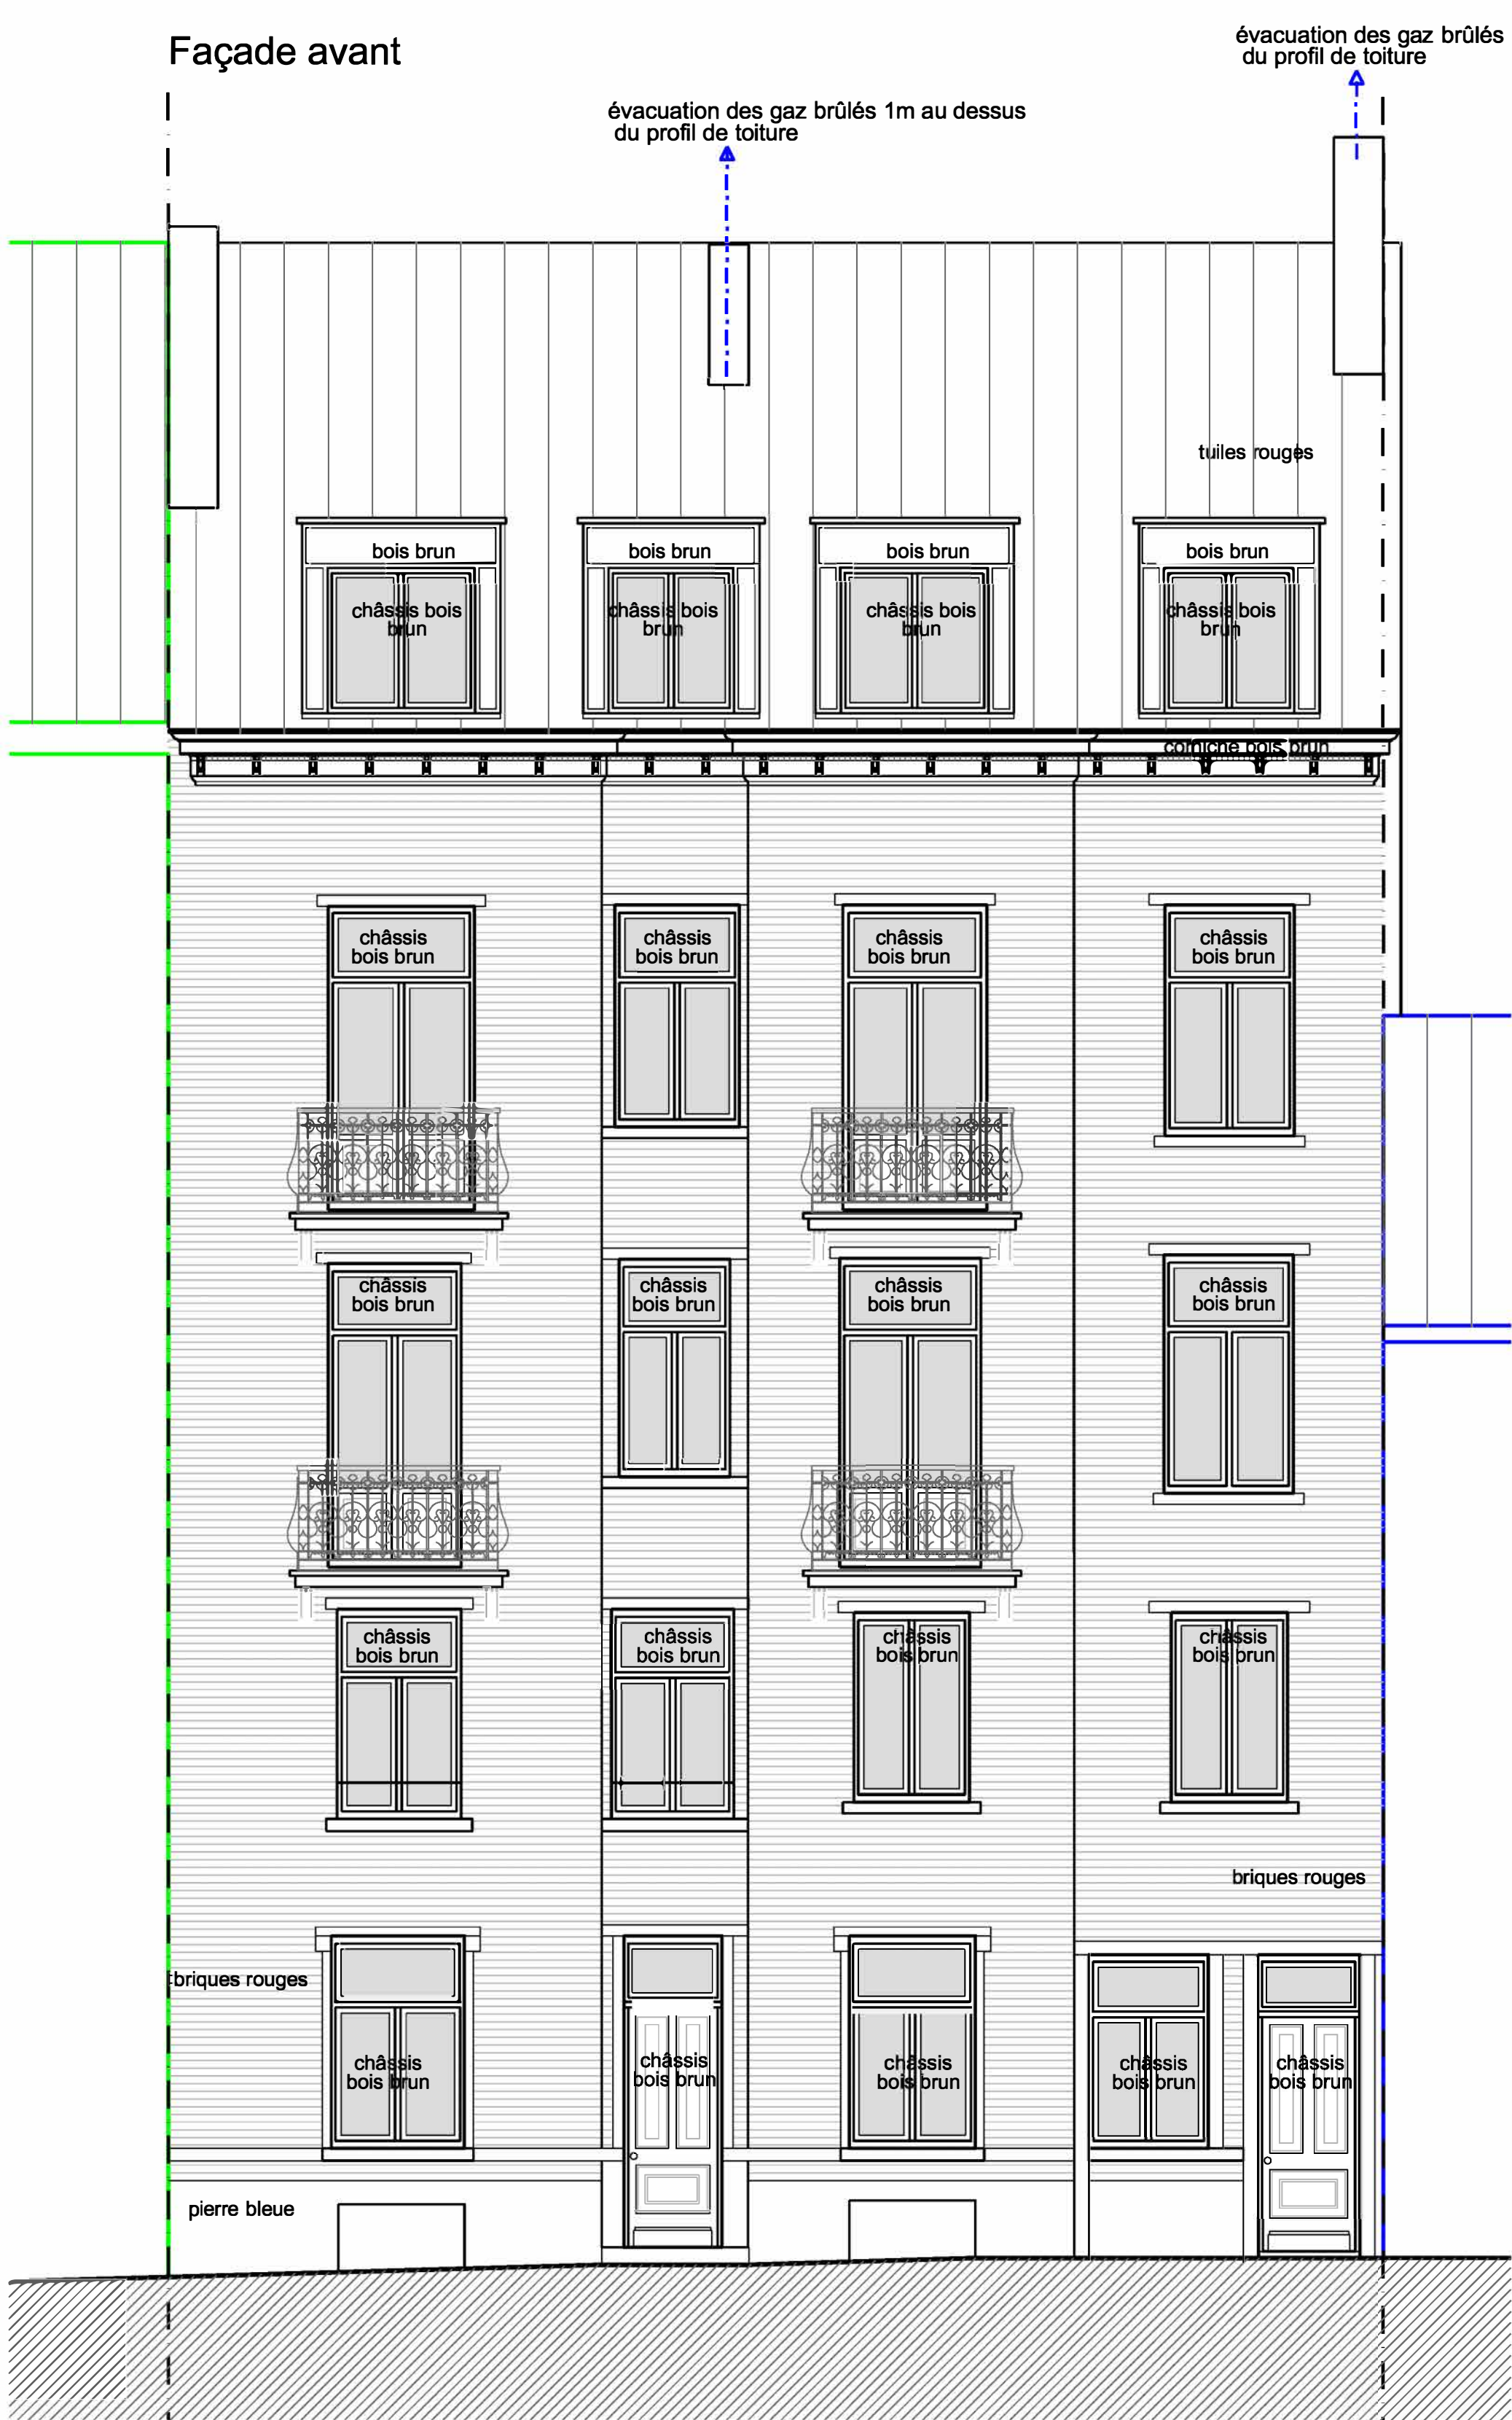 Façade avant
évacuation des gaz brûlés
du profil de toiture
évacuation des gaz brûlés 1m au dessus
du profil de toiture
tuiles rouges
bois brun
bois brun
bois brun
bois brun
châssis bois
brun
châssis bois
brun
châssis bois
brun
châssis bois
brun
corniche bois brun
châssis
bois brun
châssis
bois brun
châssis
bois brun
châssis
bois brun
châssis
bois brun
châssis
bois brun
châssis
bois brun
châssis
bois brun
châssis
bois brun
châssis
bois brun
châssis
bois brun
châssis
bois brun
briques rouges
briques rouges
châssis
bois brun
châssis
bois brun
châssis
bois brun
châssis
bois brun
châssis
bois brun
pierre bleue